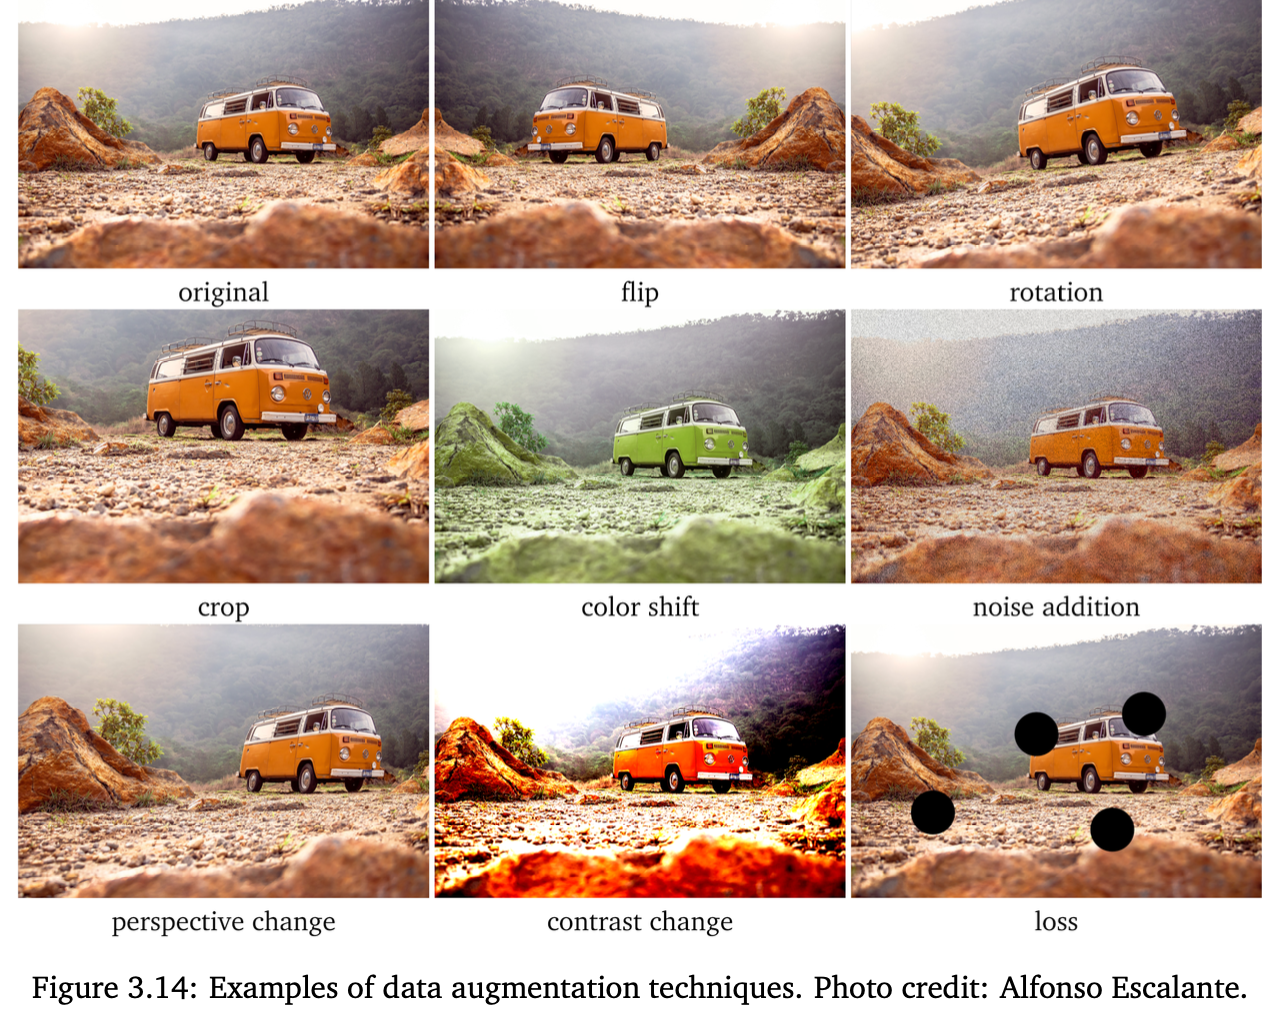 original
flip
rotation
crop
color shift
noise addition
perspective change
contrast change
loss
Figure 3.14: Examples of data augmentation techniques. Photo credit: Alfonso Escalante.